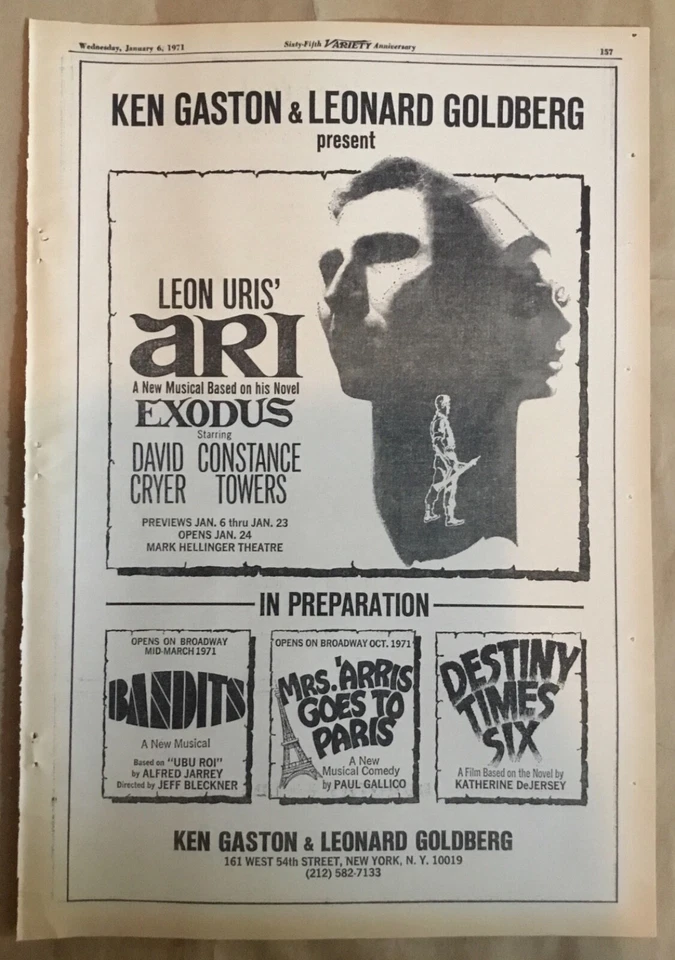 Wednesday, January 6, 1971
Sixty-Fifth VARIETY Anniversary
157
KEN GASTON & LEONARD GOLDBERG
present
LEON URIS'
aRI
A New Musical Based on his Novel
EXODUS
Starring
DAVID CONSTANCE
CRYER TOWERS
PREVIEWS JAN. 6 thru JAN. 23
OPENS JAN. 24
MARK HELLINGER THEATRE
IN PREPARATION
OPENS ON BROADWAY
MID-MARCH 1971
BANDITS
A New Musical
Based on "UBU ROI"
by ALFRED JARREY
Directed by JEFF BLECKNER
OPENS ON BROADWAY OCT. 1971
MRS. 'ARRIS
GOES TO
PARIS
A New
Musical Comedy
by PAUL GALLICO
DESTINY
TIMES
SIX
A Film Based on the Novel by
KATHERINE DeJERSEY
KEN GASTON & LEONARD GOLDBERG
161 WEST 54th STREET, NEW YORK, N. Y. 10019
(212) 582-7133